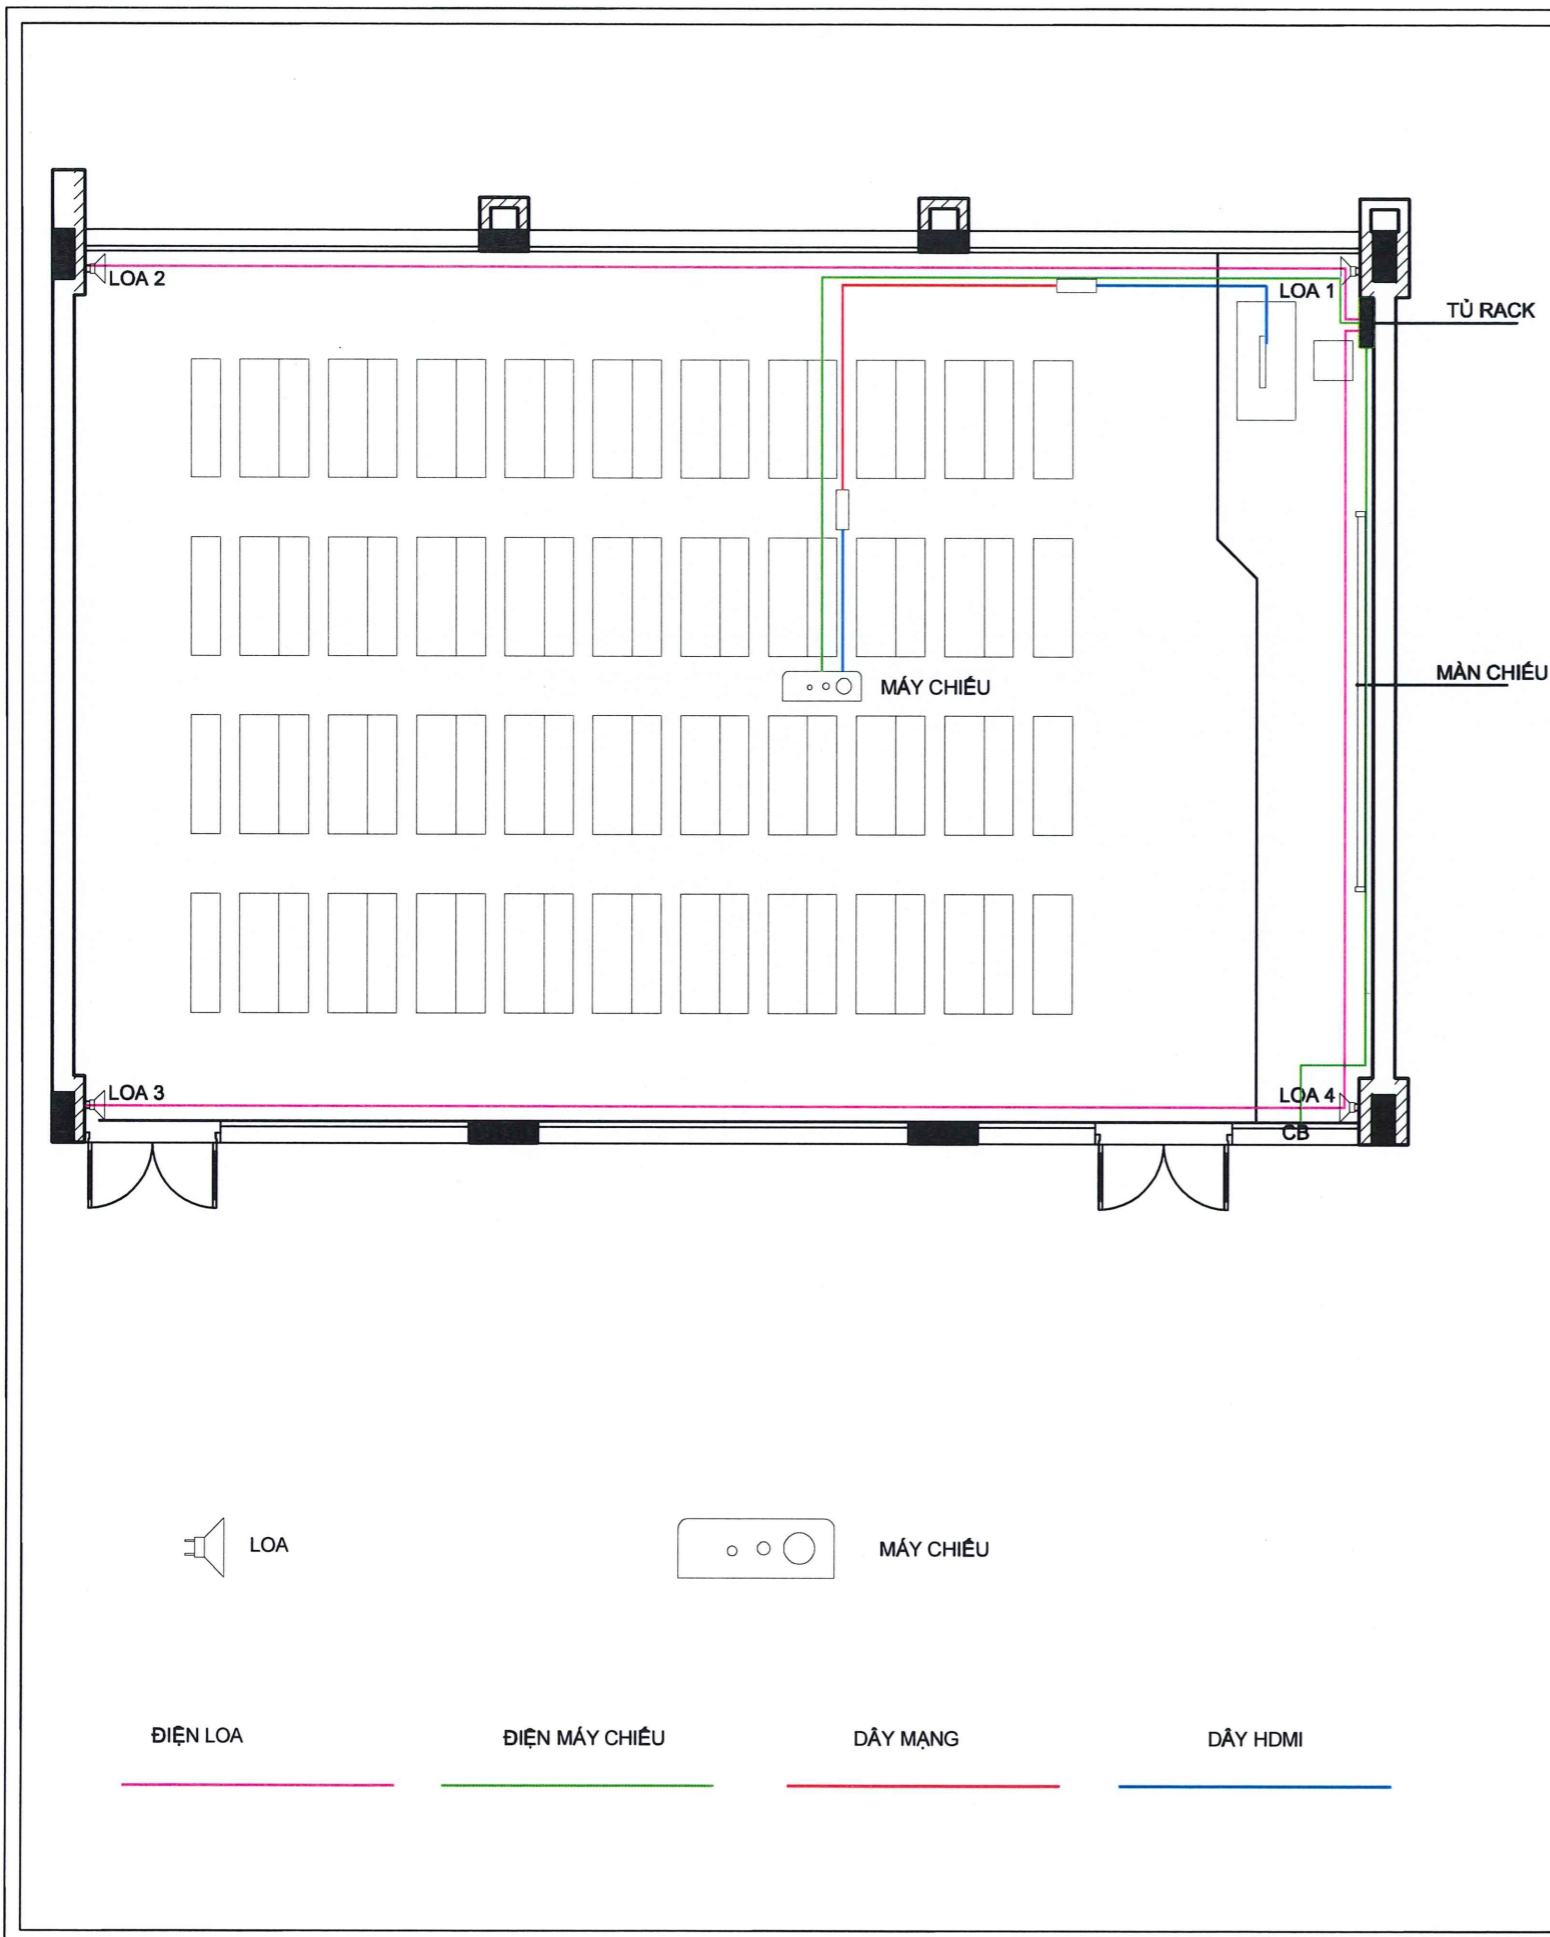 LOA 2
LOA 1
TỦ RACK
MÁY CHIẾU
MÀN CHIẾU
LOA 3
LOA 4
CB
LOA
MÁY CHIẾU
ĐIỆN LOA
ĐIỆN MÁY CHIẾU
DÂY MẠNG
DÂY HDMI